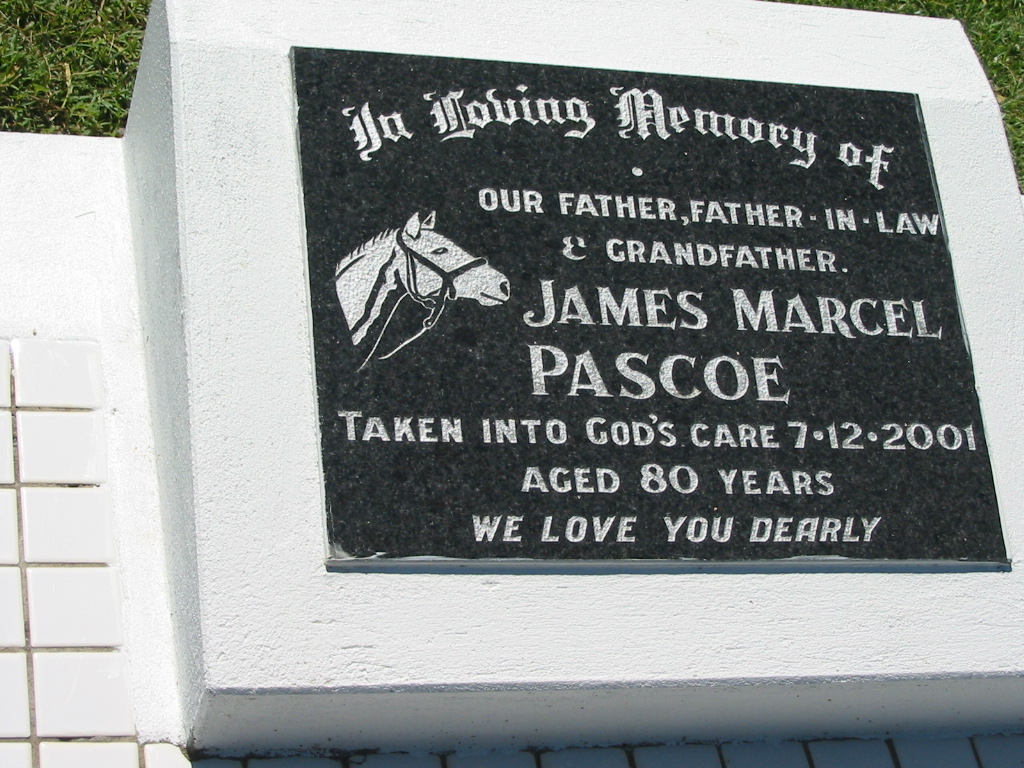 In Loving Memory of
OUR FATHER, FATHER-IN-LAW
& GRANDFATHER.
JAMES MARCEL
PASCOE
TAKEN INTO GOD'S CARE 7·12·2001
AGED 80 YEARS
WE LOVE YOU DEARLY